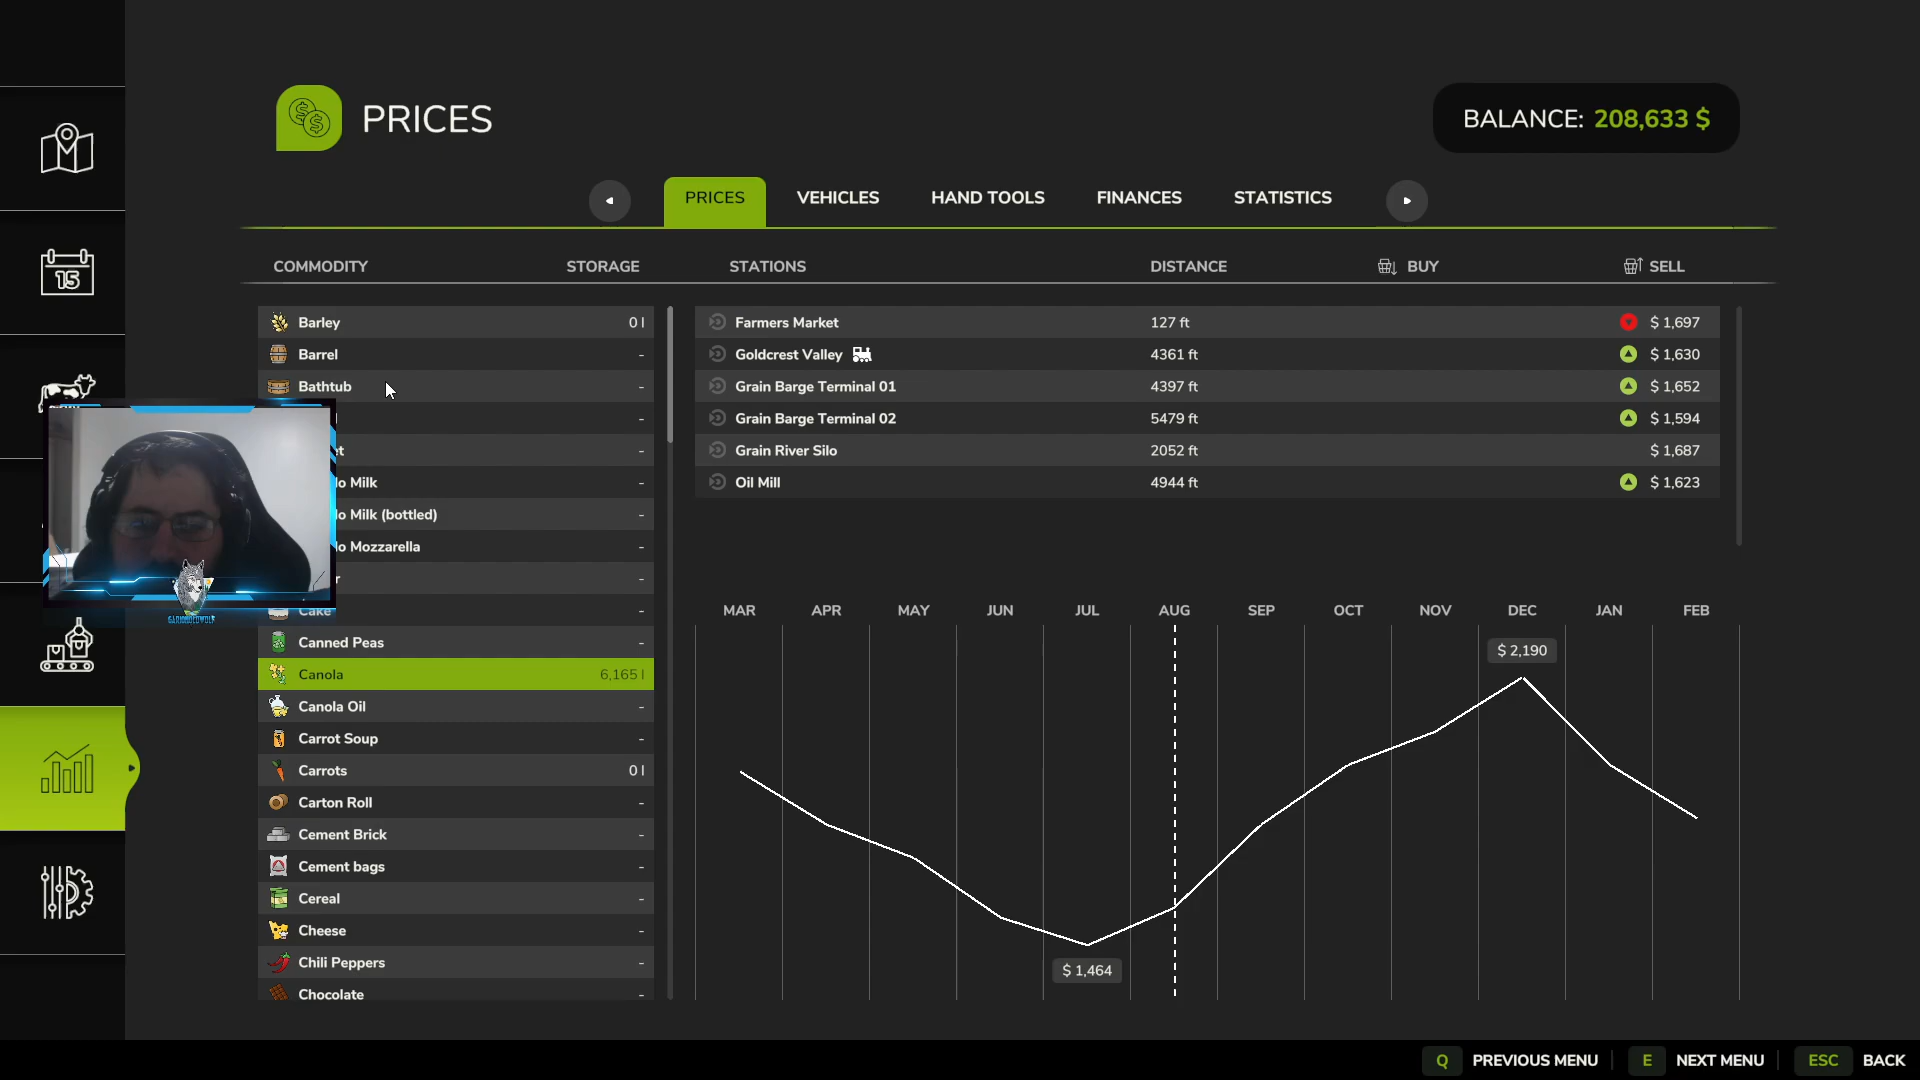 PRICES
BALANCE: 208,633 $
PRICES VEHICLES HAND TOOLS FINANCES STATISTICS
COMMODITY STORAGE STATIONS DISTANCE BUY SELL
15
Barley 0 l
Barrel -
Bathtub -
-
-
lo Milk -
lo Milk (bottled) -
lo Mozzarella -
r -
Cake -
Canned Peas -
Canola 6,165 l
Canola Oil -
Carrot Soup -
Carrots 0 l
Carton Roll -
Cement Brick -
Cement bags -
Cereal -
Cheese -
Chili Peppers -
Chocolate -
Farmers Market 127 ft $ 1,697
Goldcrest Valley 4361 ft $ 1,630
Grain Barge Terminal 01 4397 ft $ 1,652
Grain Barge Terminal 02 5479 ft $ 1,594
Grain River Silo 2052 ft $ 1,687
Oil Mill 4944 ft $ 1,623
MAR APR MAY JUN JUL AUG SEP OCT NOV DEC JAN FEB
$ 2,190
$ 1,464
Q PREVIOUS MENU E NEXT MENU ESC BACK